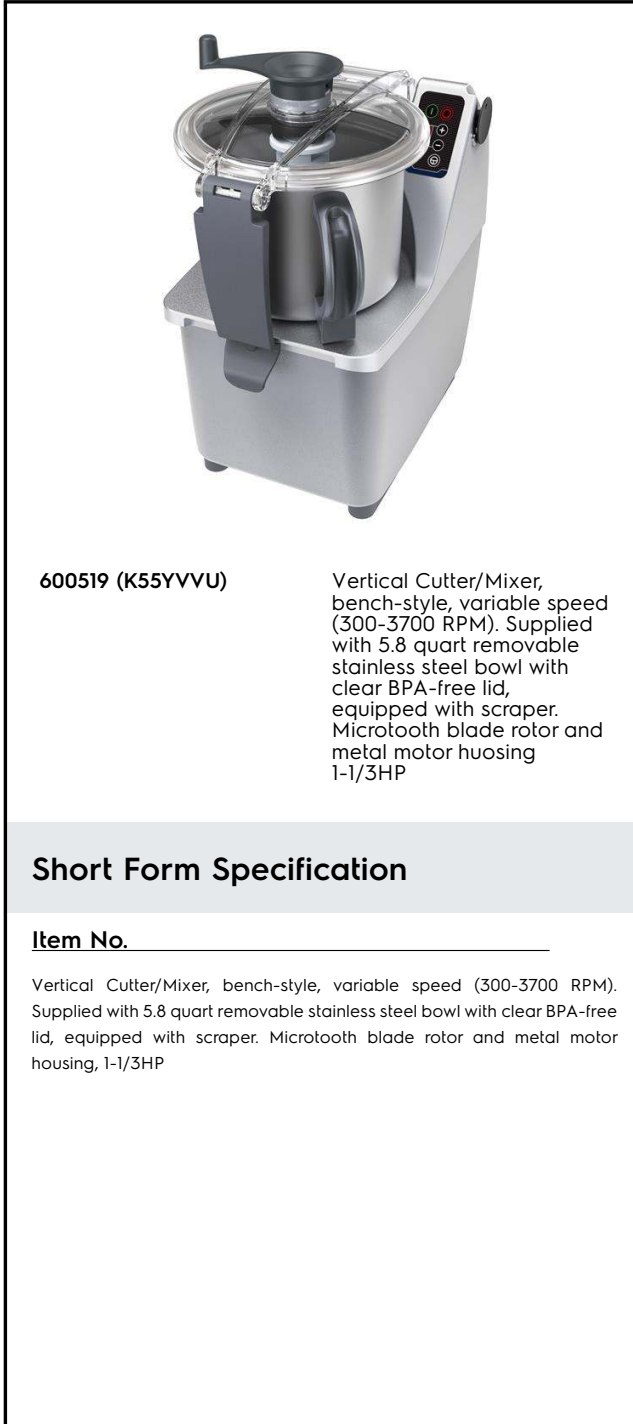 600519 (K55YVVU)
Vertical Cutter/Mixer,
bench-style, variable speed
(300-3700 RPM). Supplied
with 5.8 quart removable
stainless steel bowl with
clear BPA-free lid,
equipped with scraper.
Microtooth blade rotor and
metal motor huosing
1-1/3HP
Short Form Specification
Item No.
Vertical Cutter/Mixer, bench-style, variable speed (300-3700 RPM).
Supplied with 5.8 quart removable stainless steel bowl with clear BPA-free
lid, equipped with scraper. Microtooth blade rotor and metal motor
housing, 1-1/3HP